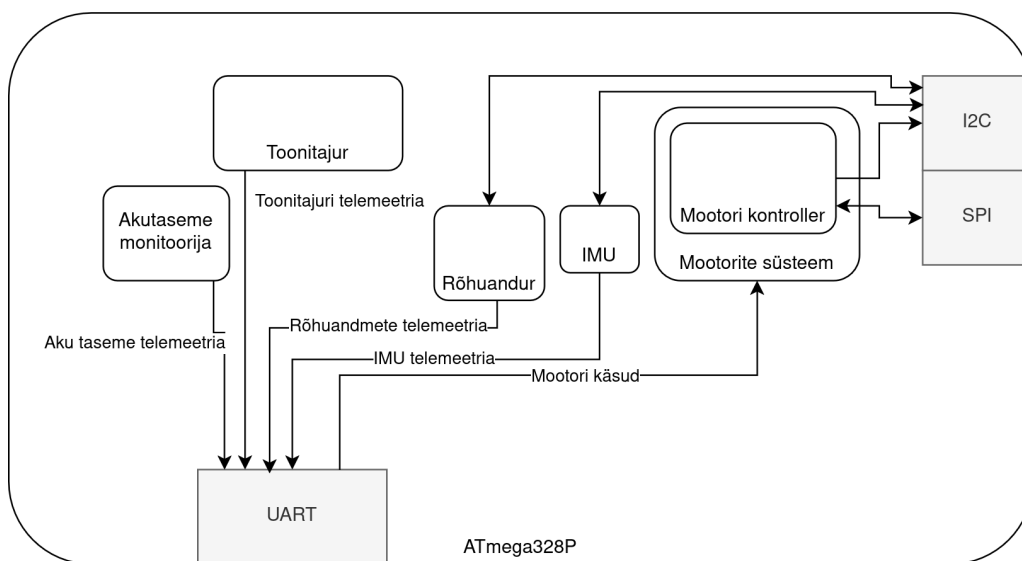 I2C
Toonitajur
Toonitajuri telemeetria
Akutaseme
monitoorija
Mootori kontroller
SPI
IMU
Mootorite süsteem
Rõhuandur
Rõhuandmete telemeetria
Aku taseme telemeetria
IMU telemeetria
Mootori käsud
UART
ATmega328P